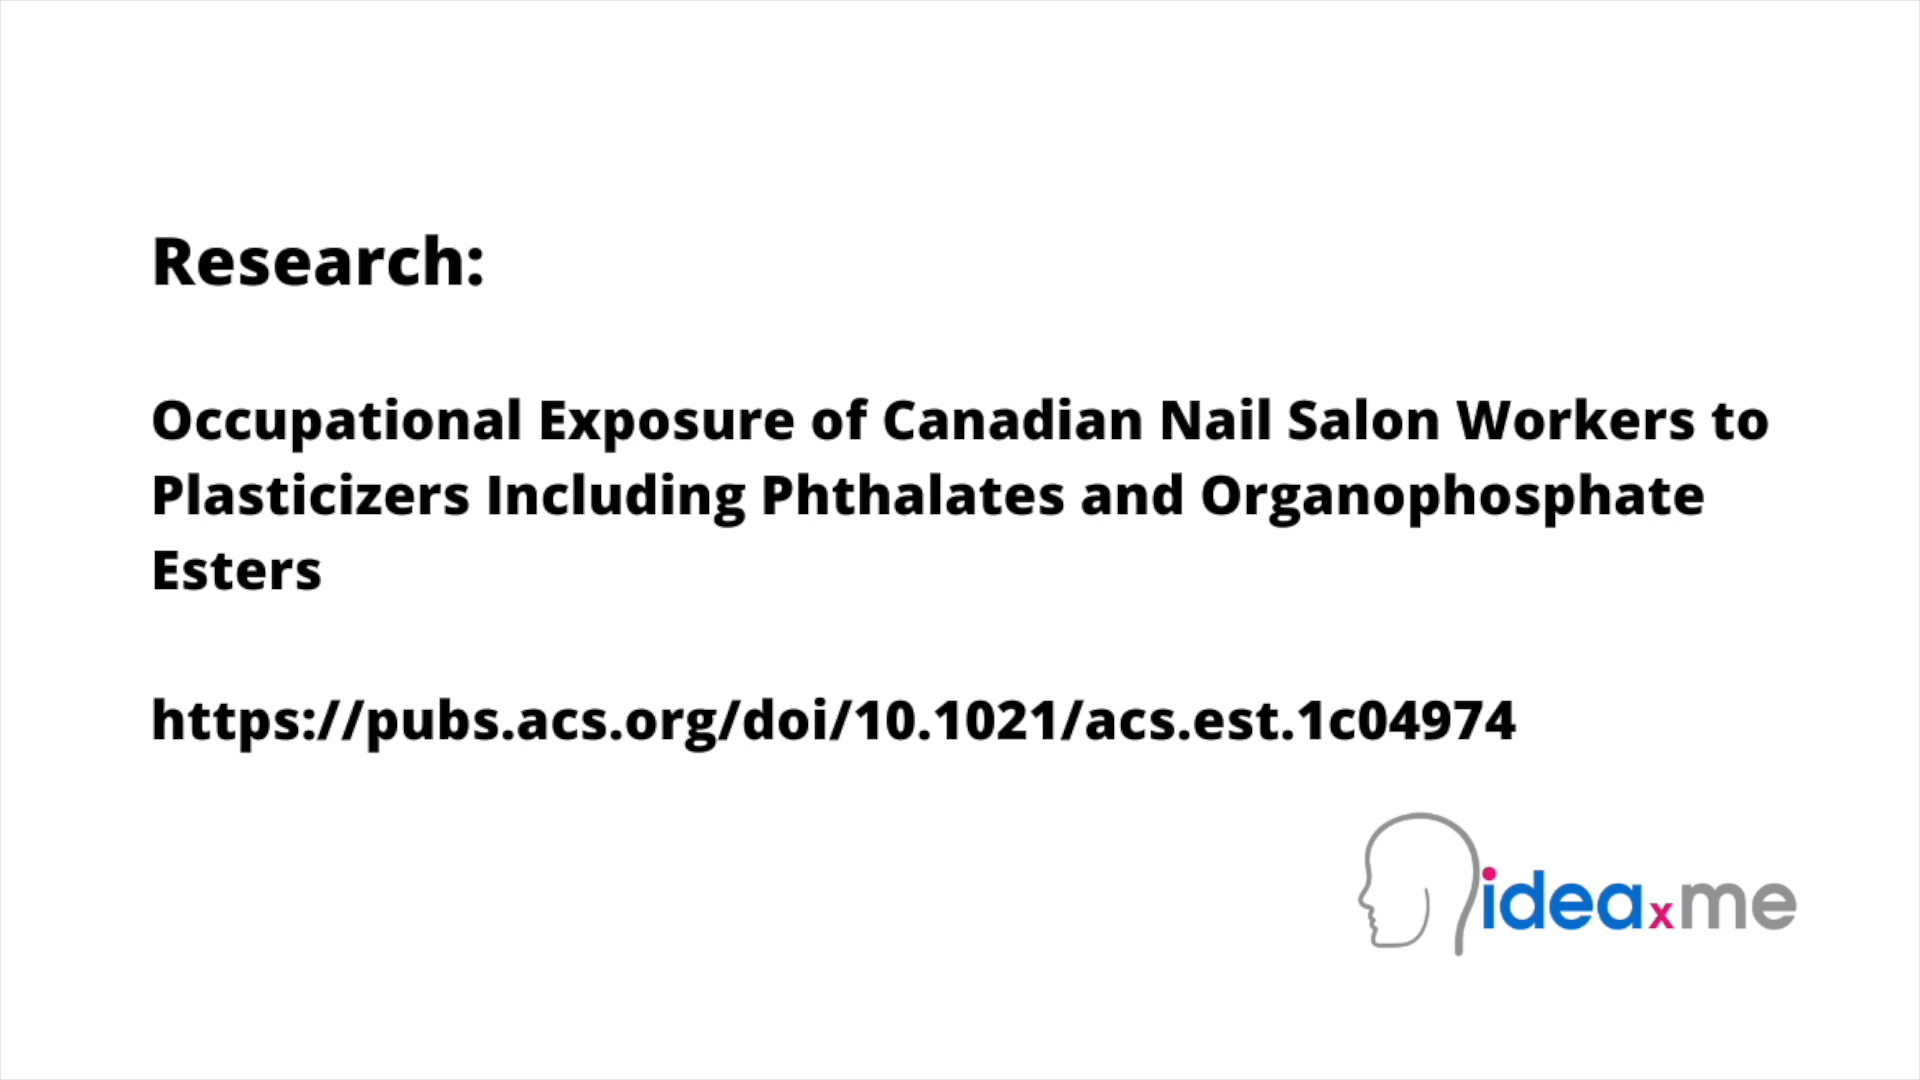 Research:
Occupational Exposure of Canadian Nail Salon Workers to
Plasticizers Including Phthalates and Organophosphate
Esters
https://pubs.acs.org/doi/10.1021/acs.est.1c04974
ideaxme